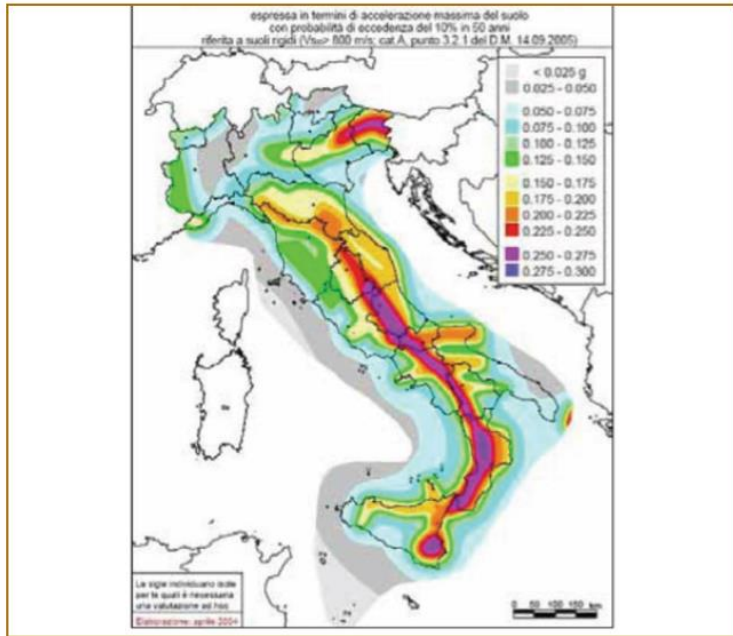 espressa in termini di accelerazione massima del suolo
con probabilità di eccedenza del 10% in 50 anni
riferita a suoli rigidi (Vs₃₀> 800 m/s; cat.A, punto 3.2.1 del D.M. 14.09.2005)
< 0.025 g
0.025 - 0.050
0.050 - 0.075
0.075 - 0.100
0.100 - 0.125
0.125 - 0.150
0.150 - 0.175
0.175 - 0.200
0.200 - 0.225
0.225 - 0.250
0.250 - 0.275
0.275 - 0.300
Le sigle individuano isole
per le quali è necessaria
una valutazione ad hoc
Elaborazione: aprile 2004
0 50 100 150 km